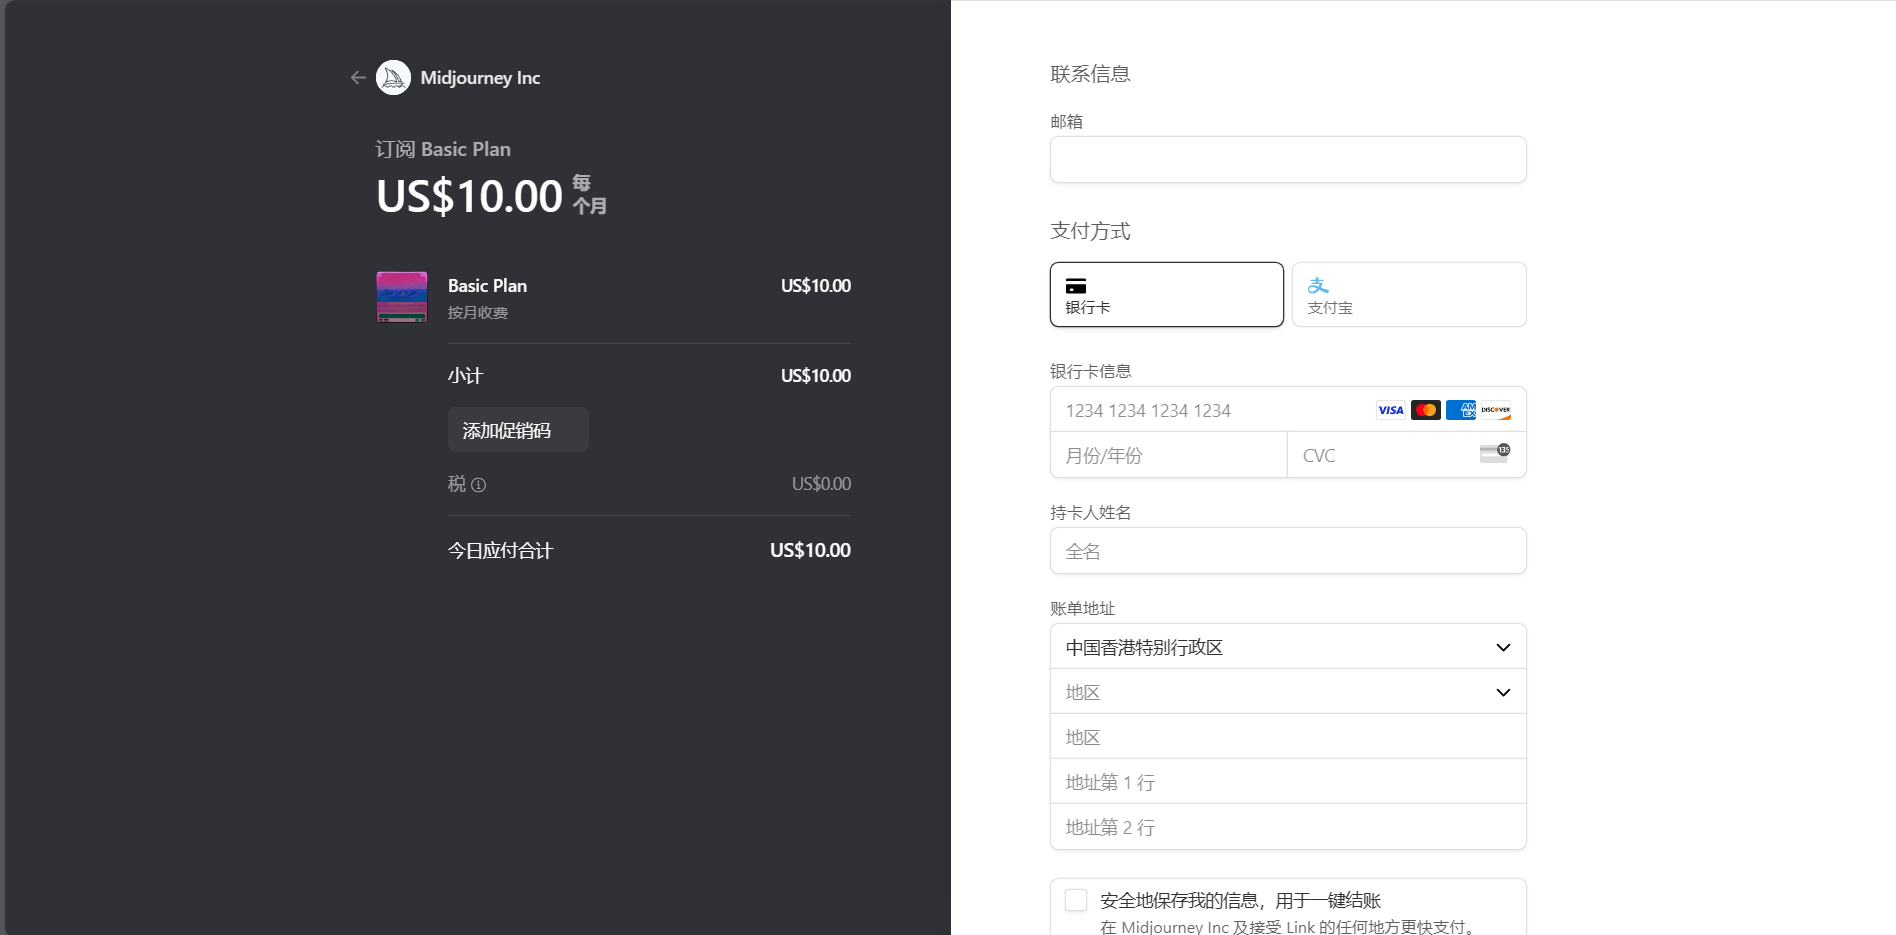 Midjourney Inc
订阅 Basic Plan
US$10.00 每
个月
Basic Plan US$10.00
按月收费
小计 US$10.00
添加促销码
税 US$0.00
今日应付合计 US$10.00
联系信息
邮箱
支付方式
银行卡
支付宝
银行卡信息
1234 1234 1234 1234 VISA AMEX DISCOVER
月份/年份 CVC 135
持卡人姓名
全名
账单地址
中国香港特别行政区
地区
地区
地址第 1 行
地址第 2 行
安全地保存我的信息，用于一键结账
在 Midjourney Inc 及接受 Link 的任何地方更快支付。